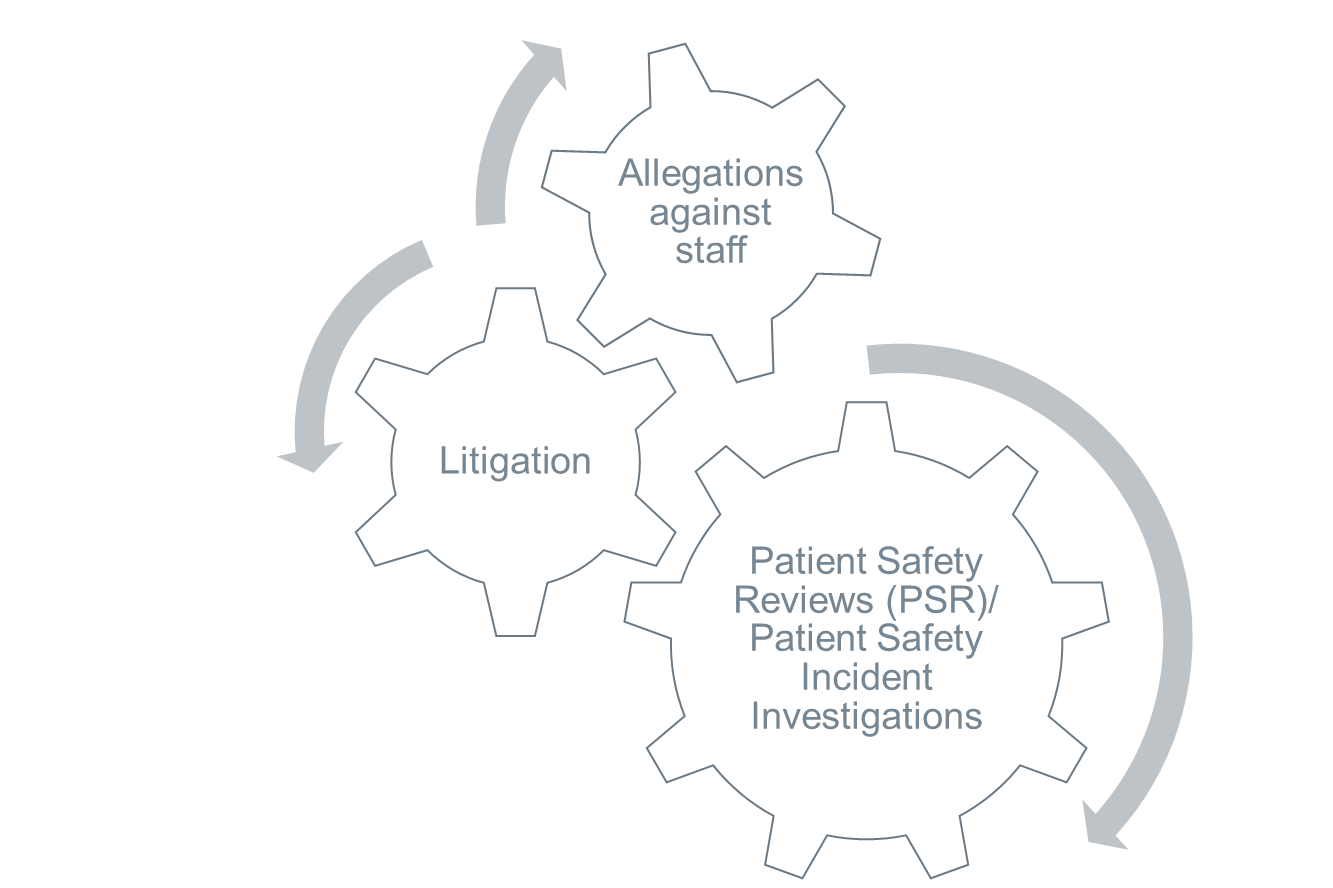 Allegations
against
staff
Litigation
Patient Safety
Reviews (PSR)/
Patient Safety
Incident
Investigations